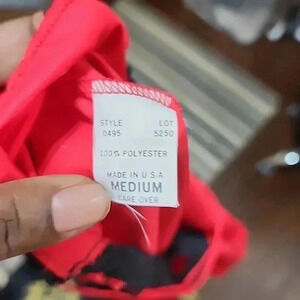 STYLE LOT
0495 5250
100% POLYESTER
MADE IN U.S.A
MEDIUM
CARE OVER